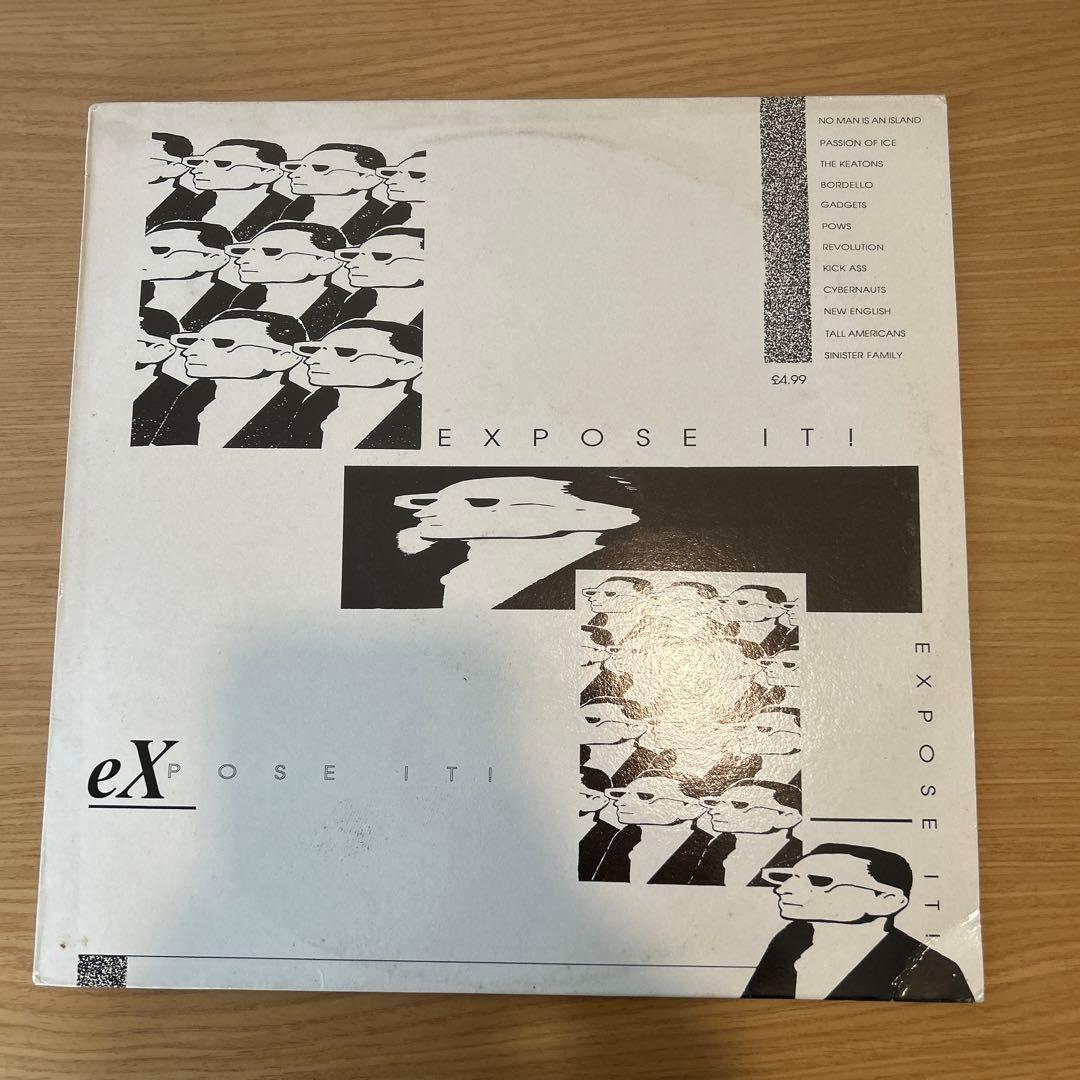 NO MAN IS AN ISLAND
PASSION OF ICE
THE KEATONS
BORDELLO
GADGETS
POWS
REVOLUTION
KICK ASS
CYBERNAUTS
NEW ENGLISH
TALL AMERICANS
SINISTER FAMILY
£4.99
EXPOSE IT!
EXPOSE IT!
eXPOSE IT!